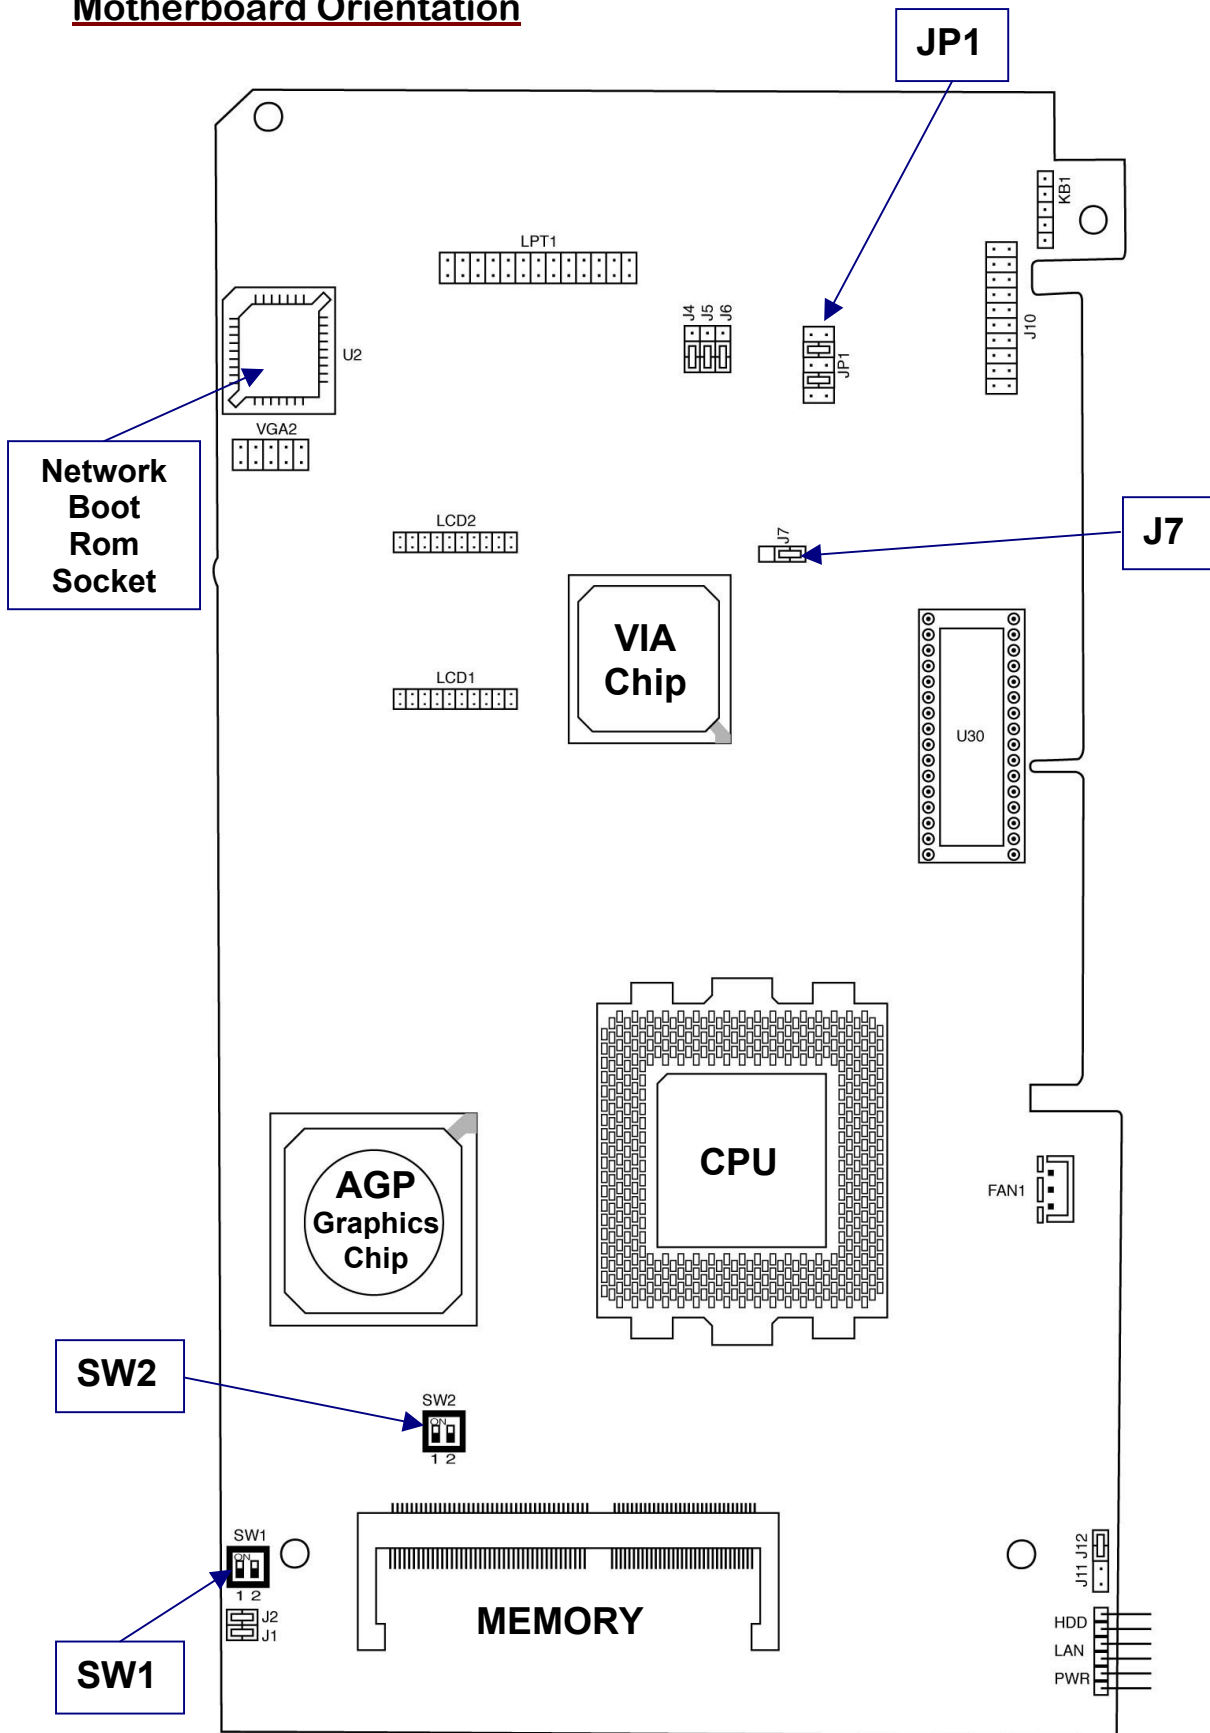 Motherboard Orientation
JP1
KB1
LPT1
J10
J4
J5
J6
JP1
U2
VGA2
Network
Boot
Rom
Socket
LCD2
J7
J7
VIA
Chip
LCD1
U30
CPU
AGP
Graphics
Chip
FAN1
SW2
SW2
ON
1 2
SW1
ON
1 2
J2
J1
SW1
MEMORY
J11 J12
HDD
LAN
PWR